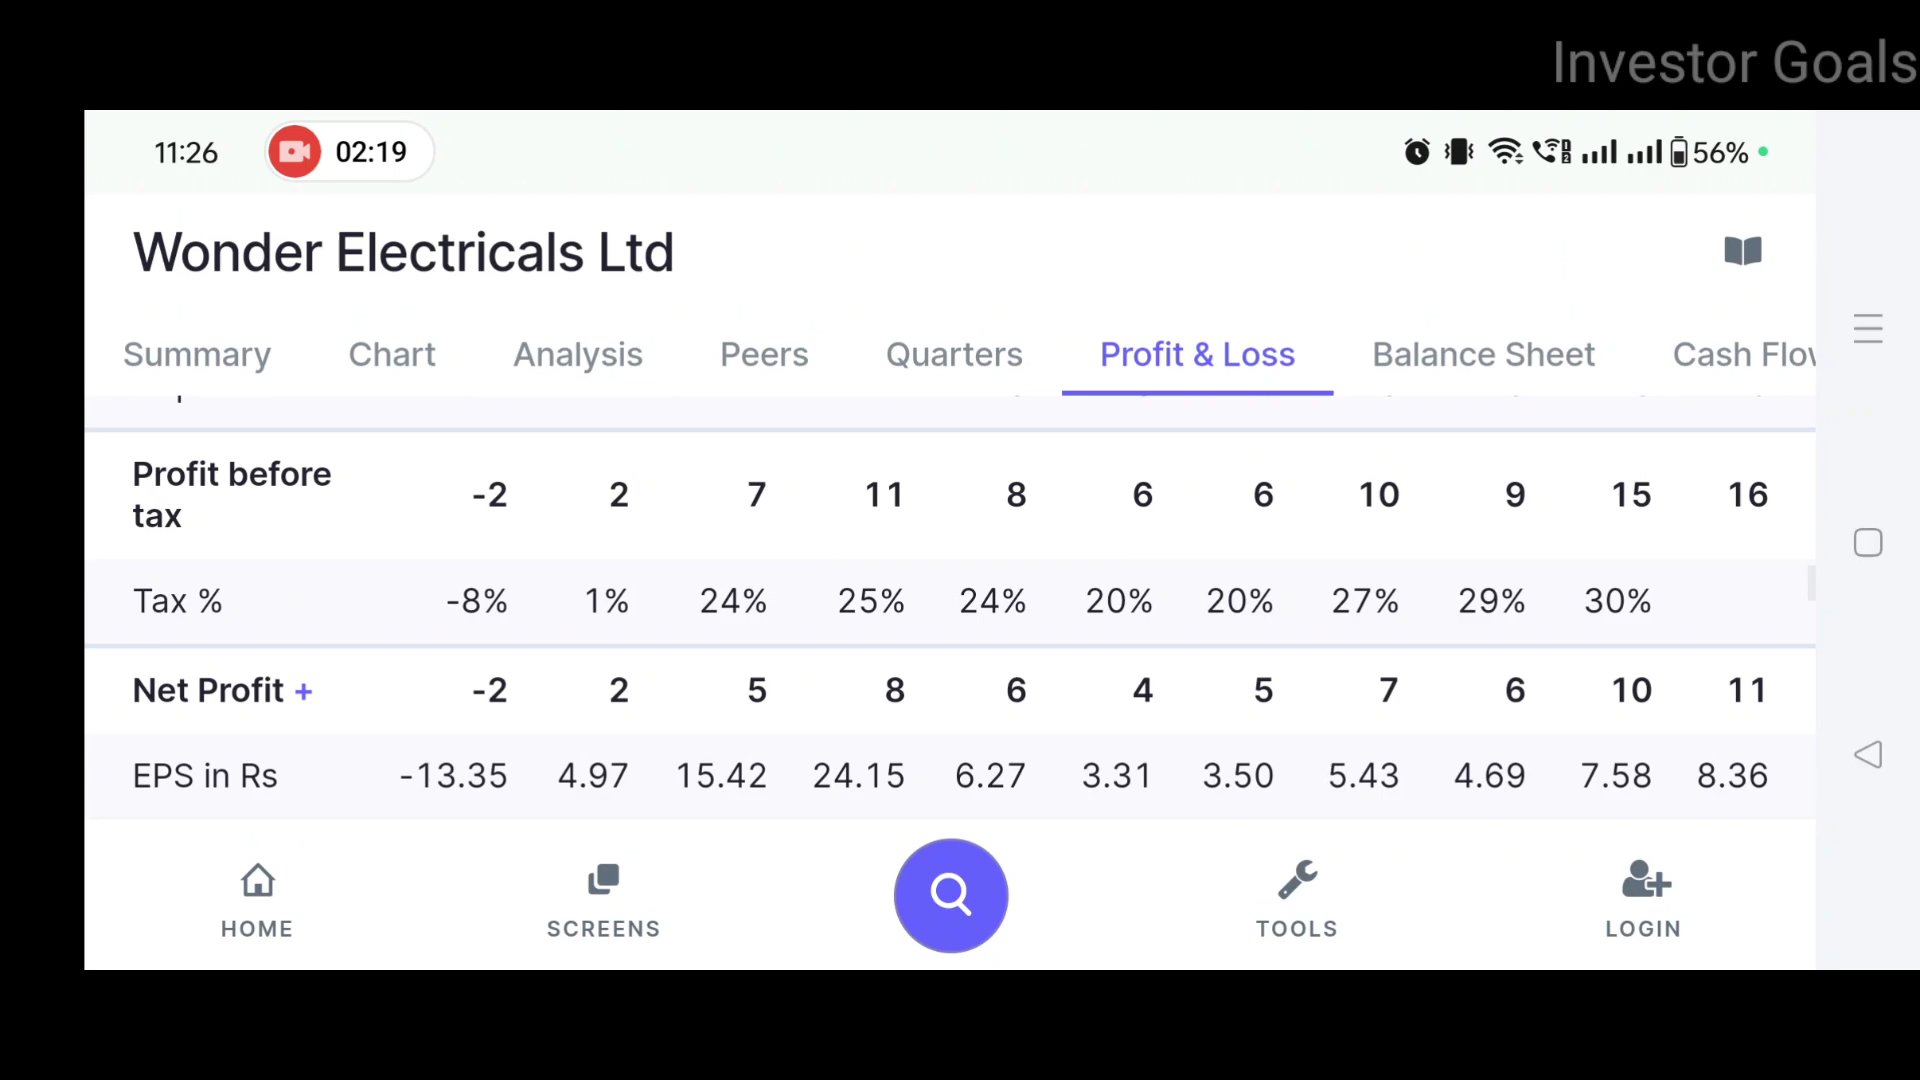 Investor Goals
11:26 02:19 56%
Wonder Electricals Ltd
Summary Chart Analysis Peers Quarters Profit & Loss Balance Sheet Cash Flow
Profit before tax -2 2 7 11 8 6 6 10 9 15 16
Tax % -8% 1% 24% 25% 24% 20% 20% 27% 29% 30%
Net Profit + -2 2 5 8 6 4 5 7 6 10 11
EPS in Rs -13.35 4.97 15.42 24.15 6.27 3.31 3.50 5.43 4.69 7.58 8.36
HOME SCREENS TOOLS LOGIN